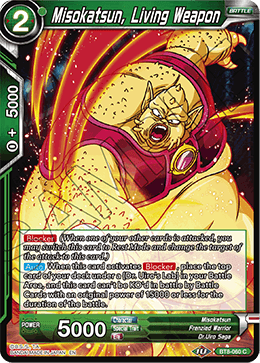 2
Misokatsun, Living Weapon
BATTLE
+ 5000
Blocker (When one of your other cards is attacked, you
may switch this card to Rest Mode and change the target of
the attack to this card.)
Auto When this card activates Blocker, place the top
card of your deck under a [Dr. Uiro's Lab] in your Battle
Area, and this card can't be KO'd in battle by Battle
Cards with an original power of 15000 or less for the
duration of the battle.
POWER
5000
Character
Special Trait
Era
Misokatsun
Frenzied Warrior
Dr.Uiro Saga
BT8-060 C